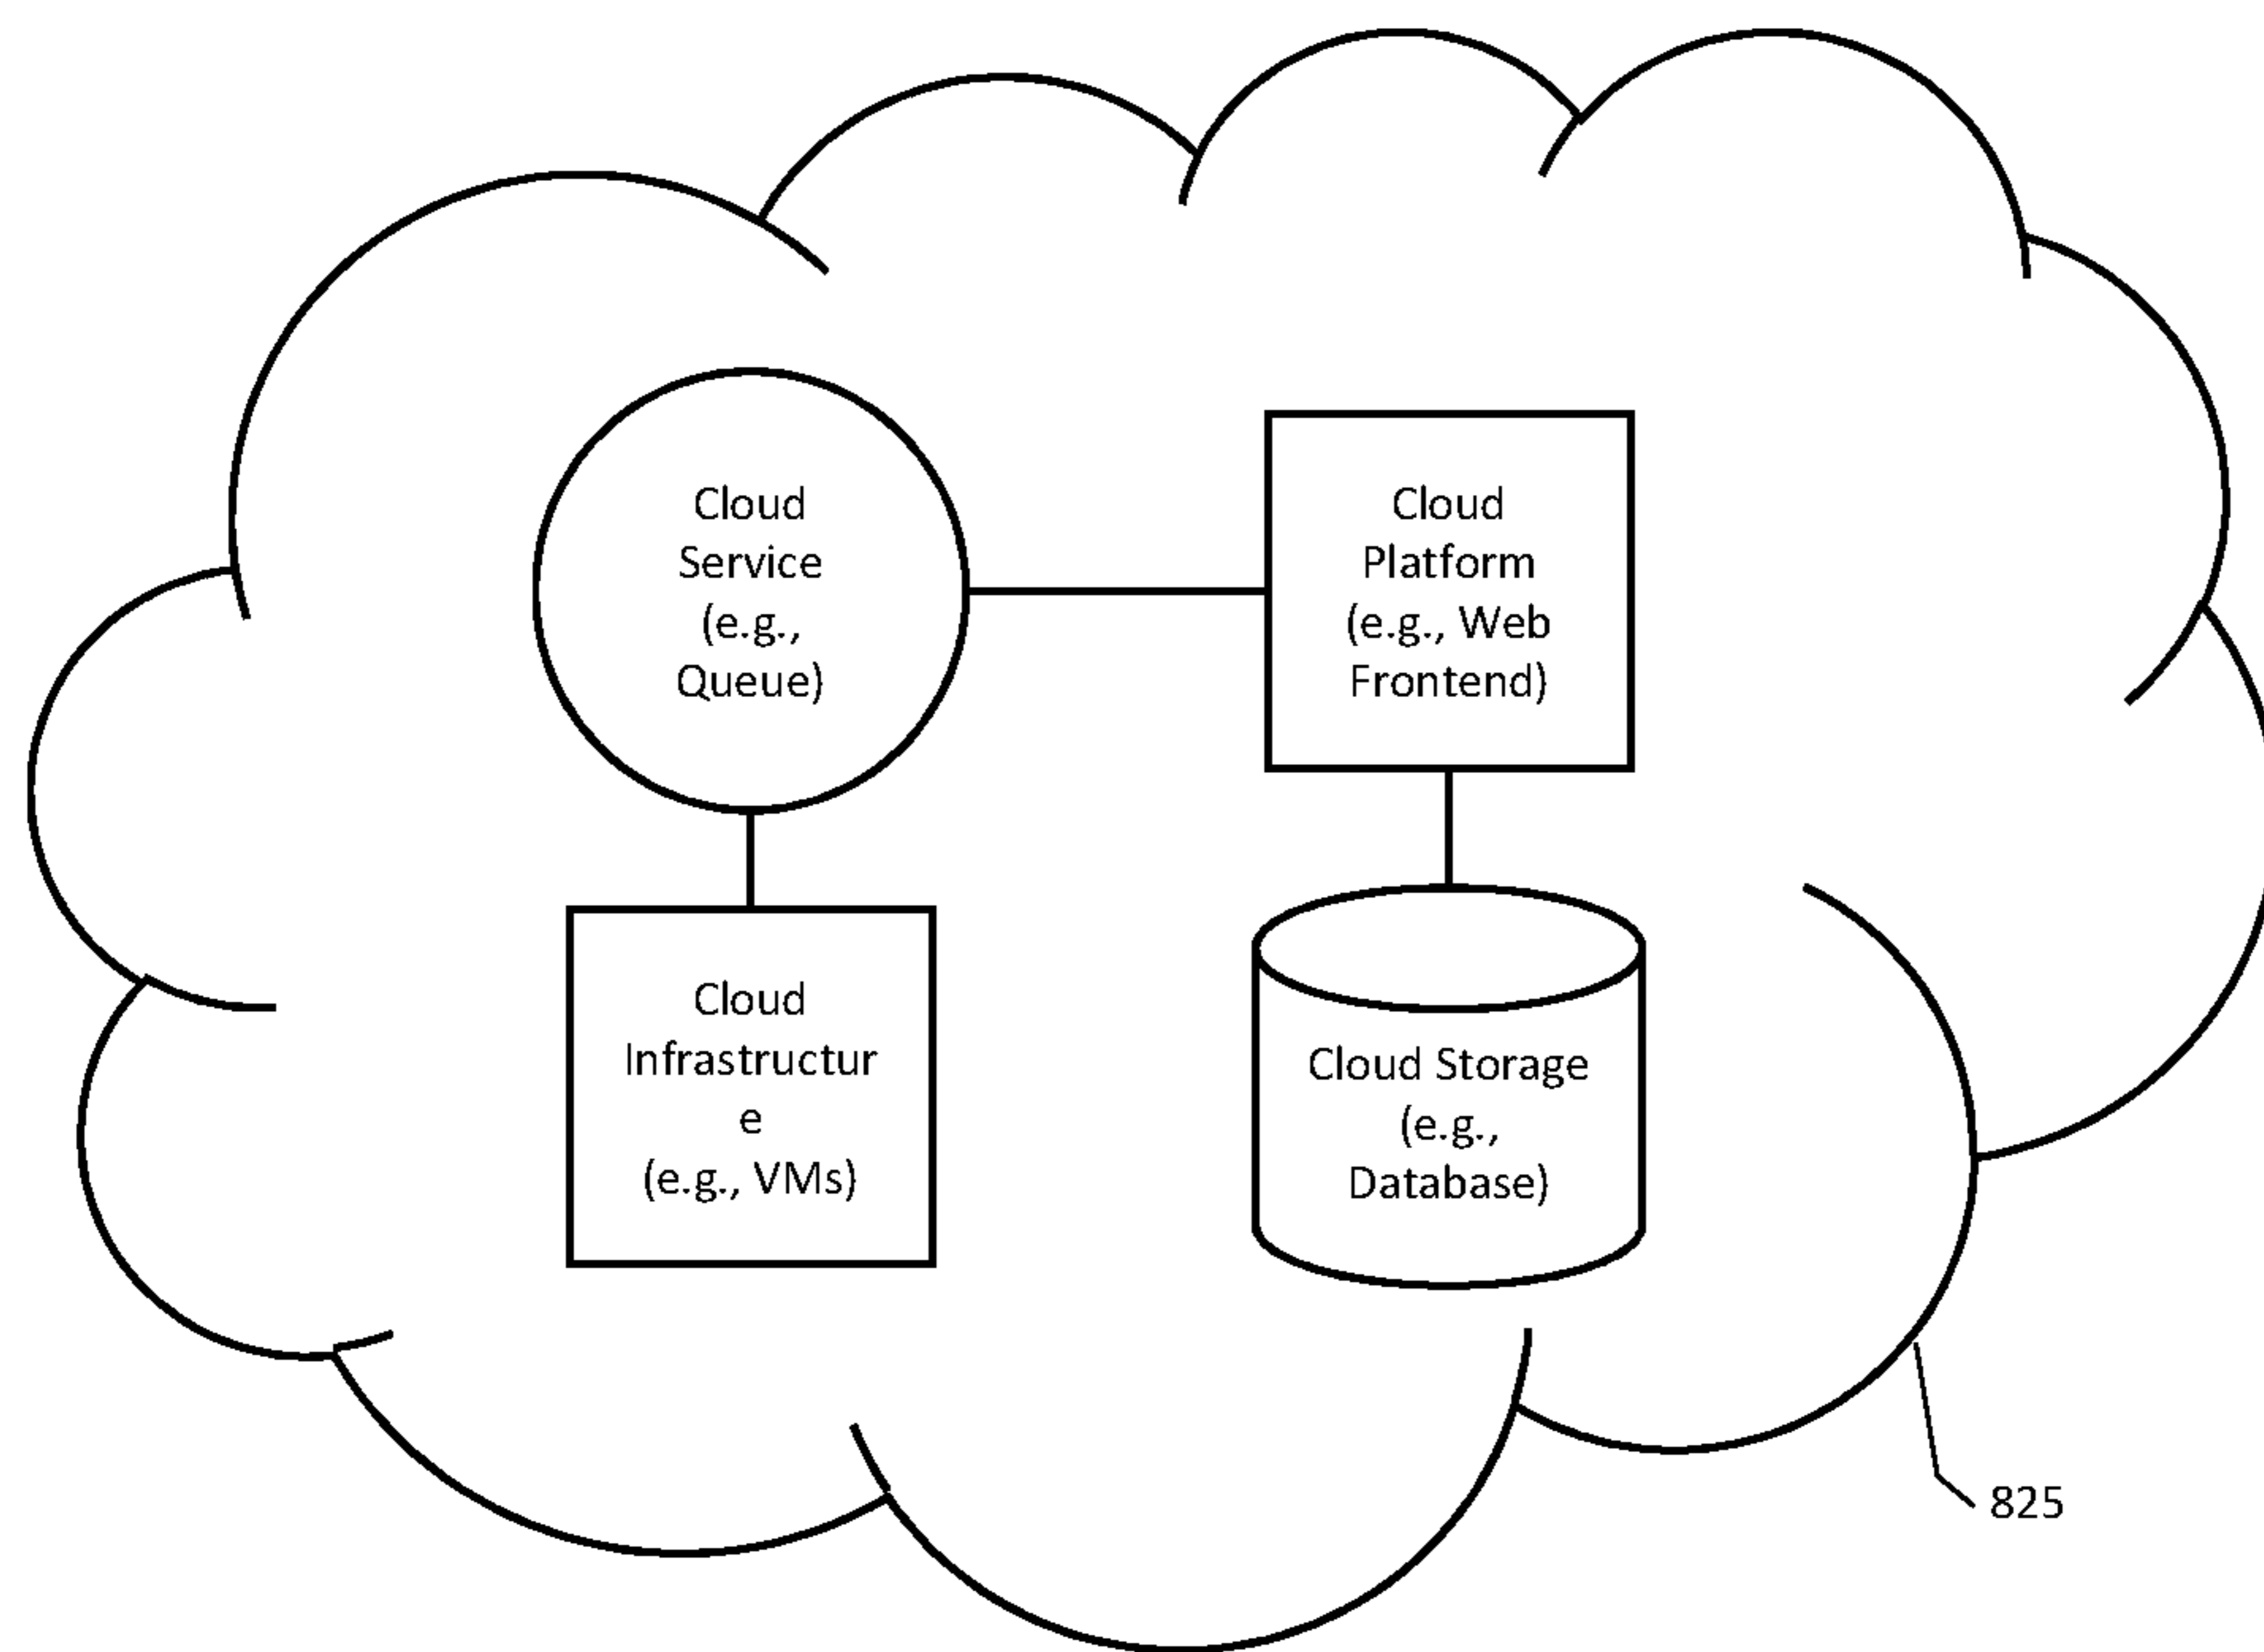 Cloud
Service
(e.g.,
Queue)
Cloud
Platform
(e.g., Web
Frontend)
Cloud
Infrastructur
e
(e.g., VMs)
Cloud Storage
(e.g.,
Database)
825